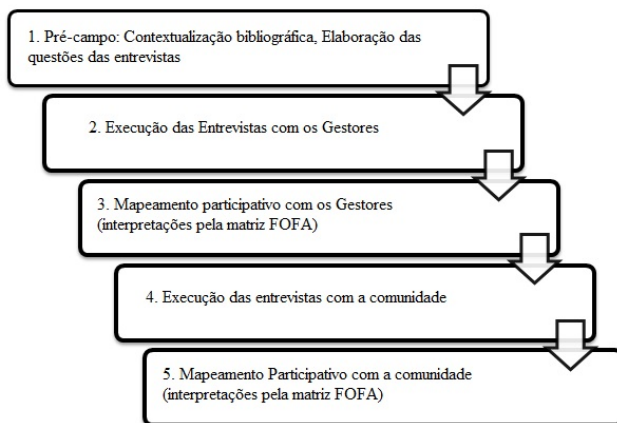 1. Pré-campo: Contextualização bibliográfica, Elaboração das
questões das entrevistas
2. Execução das Entrevistas com os Gestores
3. Mapeamento participativo com os Gestores
(interpretações pela matriz FOFA)
4. Execução das entrevistas com a comunidade
5. Mapeamento Participativo com a comunidade
(interpretações pela matriz FOFA)